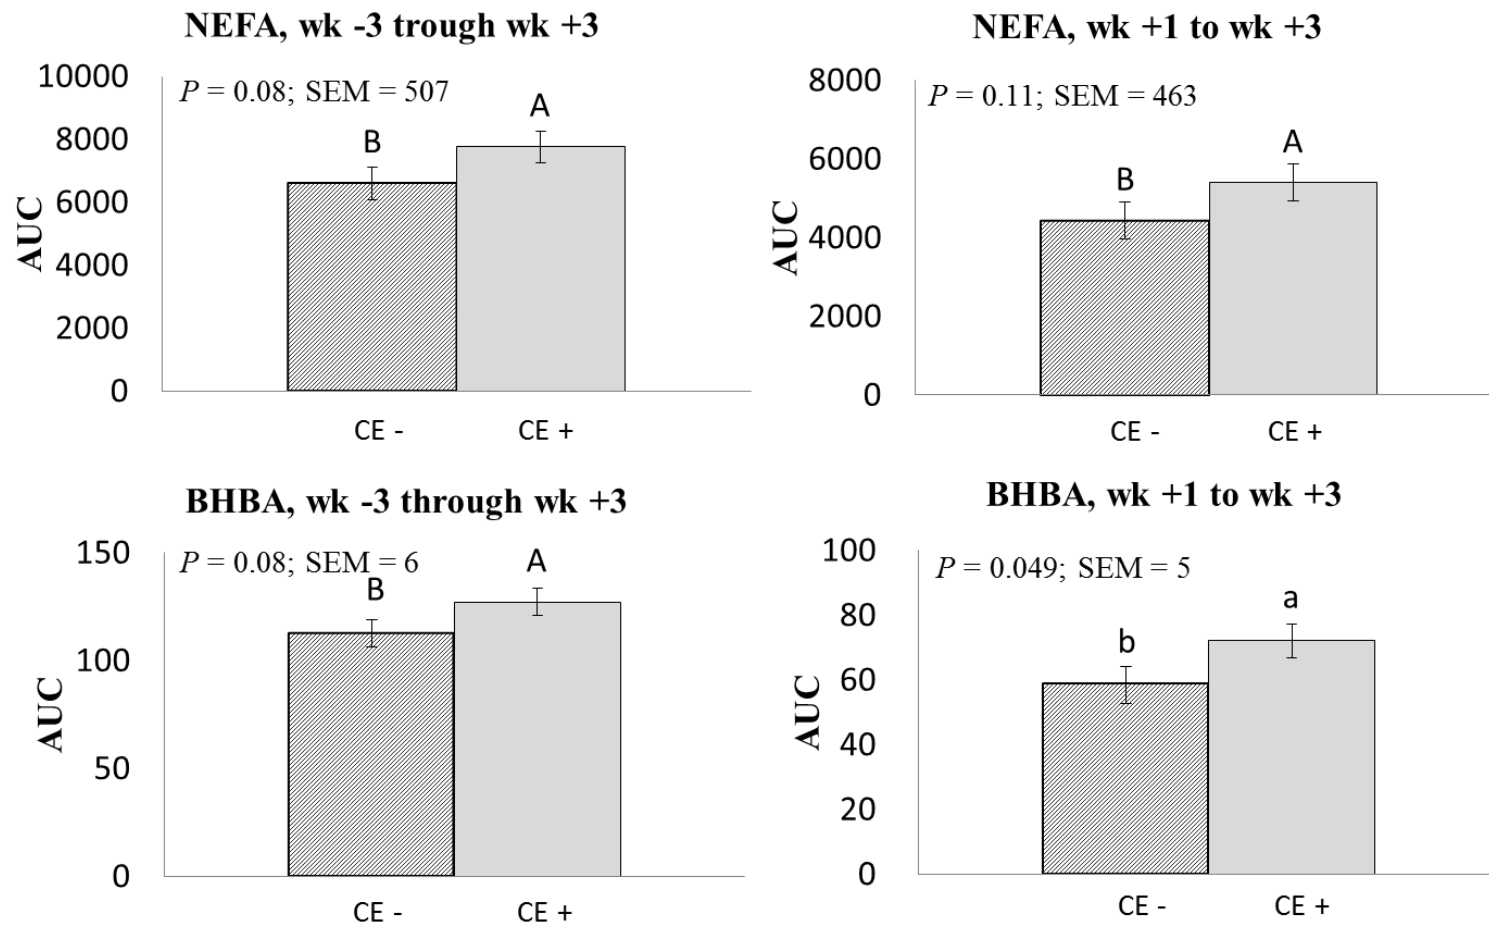 NEFA, wk -3 trough wk +3
P = 0.08; SEM = 507
10000
8000
6000
4000
2000
0
AUC
B
A
CE -
CE +
NEFA, wk +1 to wk +3
P = 0.11; SEM = 463
8000
6000
4000
2000
0
AUC
B
A
CE -
CE +
BHBA, wk -3 through wk +3
P = 0.08; SEM = 6
150
100
50
0
AUC
B
A
CE -
CE +
BHBA, wk +1 to wk +3
P = 0.049; SEM = 5
100
80
60
40
20
0
AUC
b
a
CE -
CE +